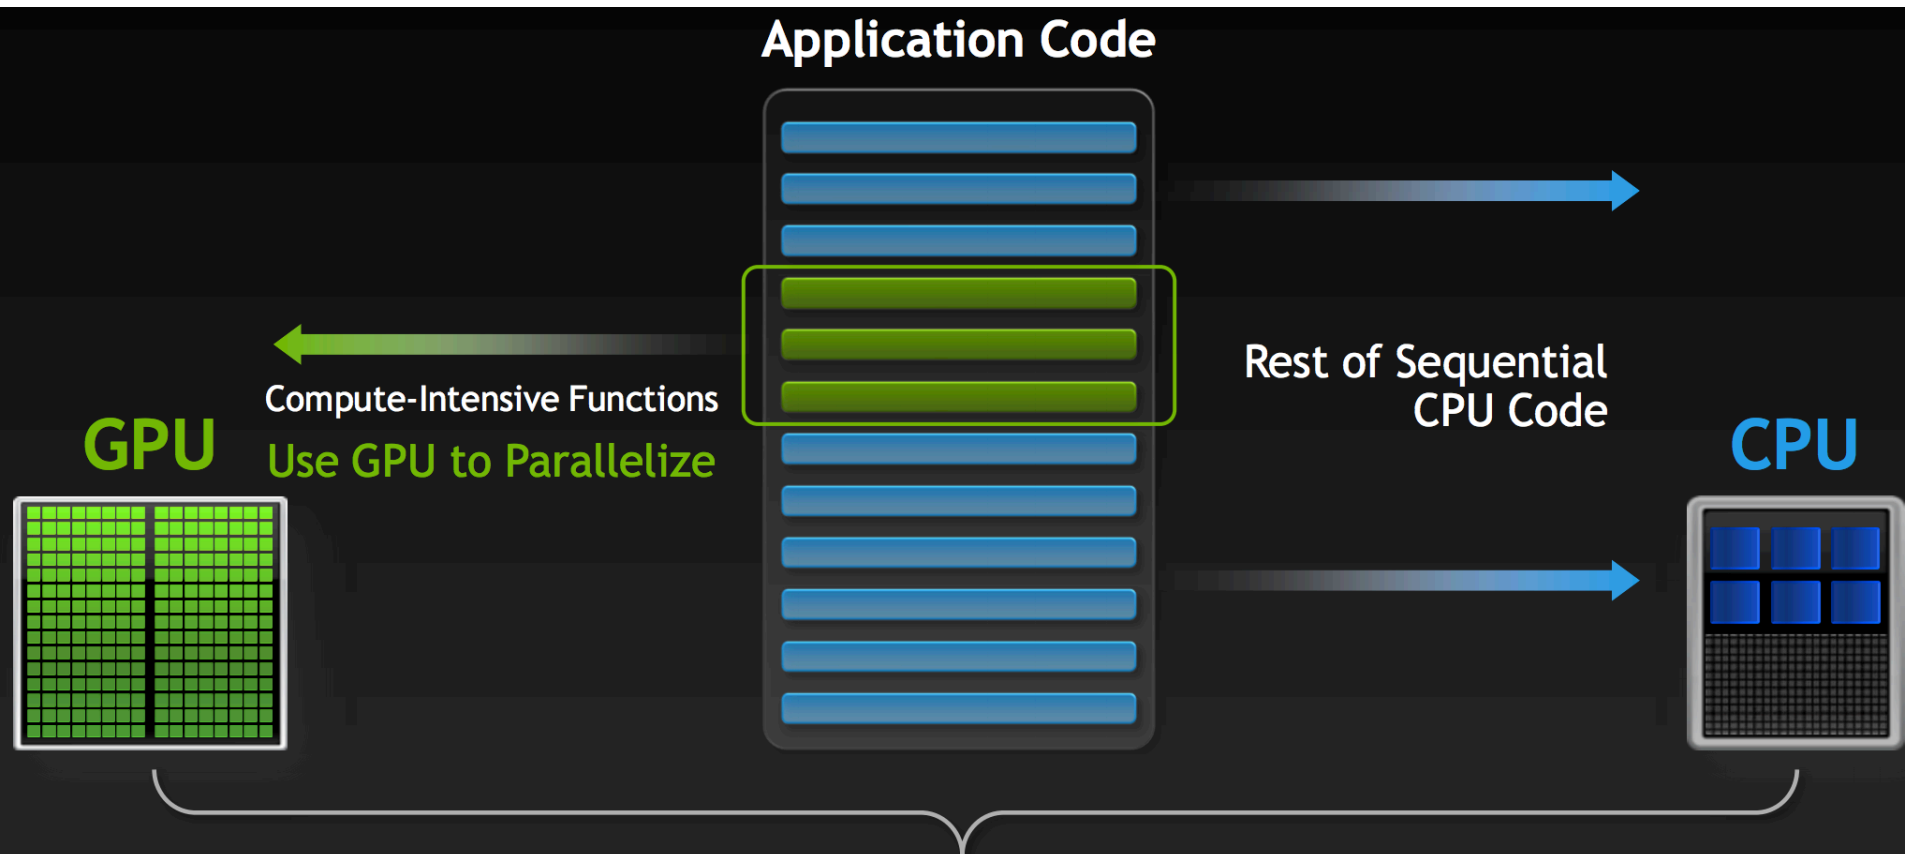 Application Code
Compute-Intensive Functions
Use GPU to Parallelize
GPU
Rest of Sequential
CPU Code
CPU